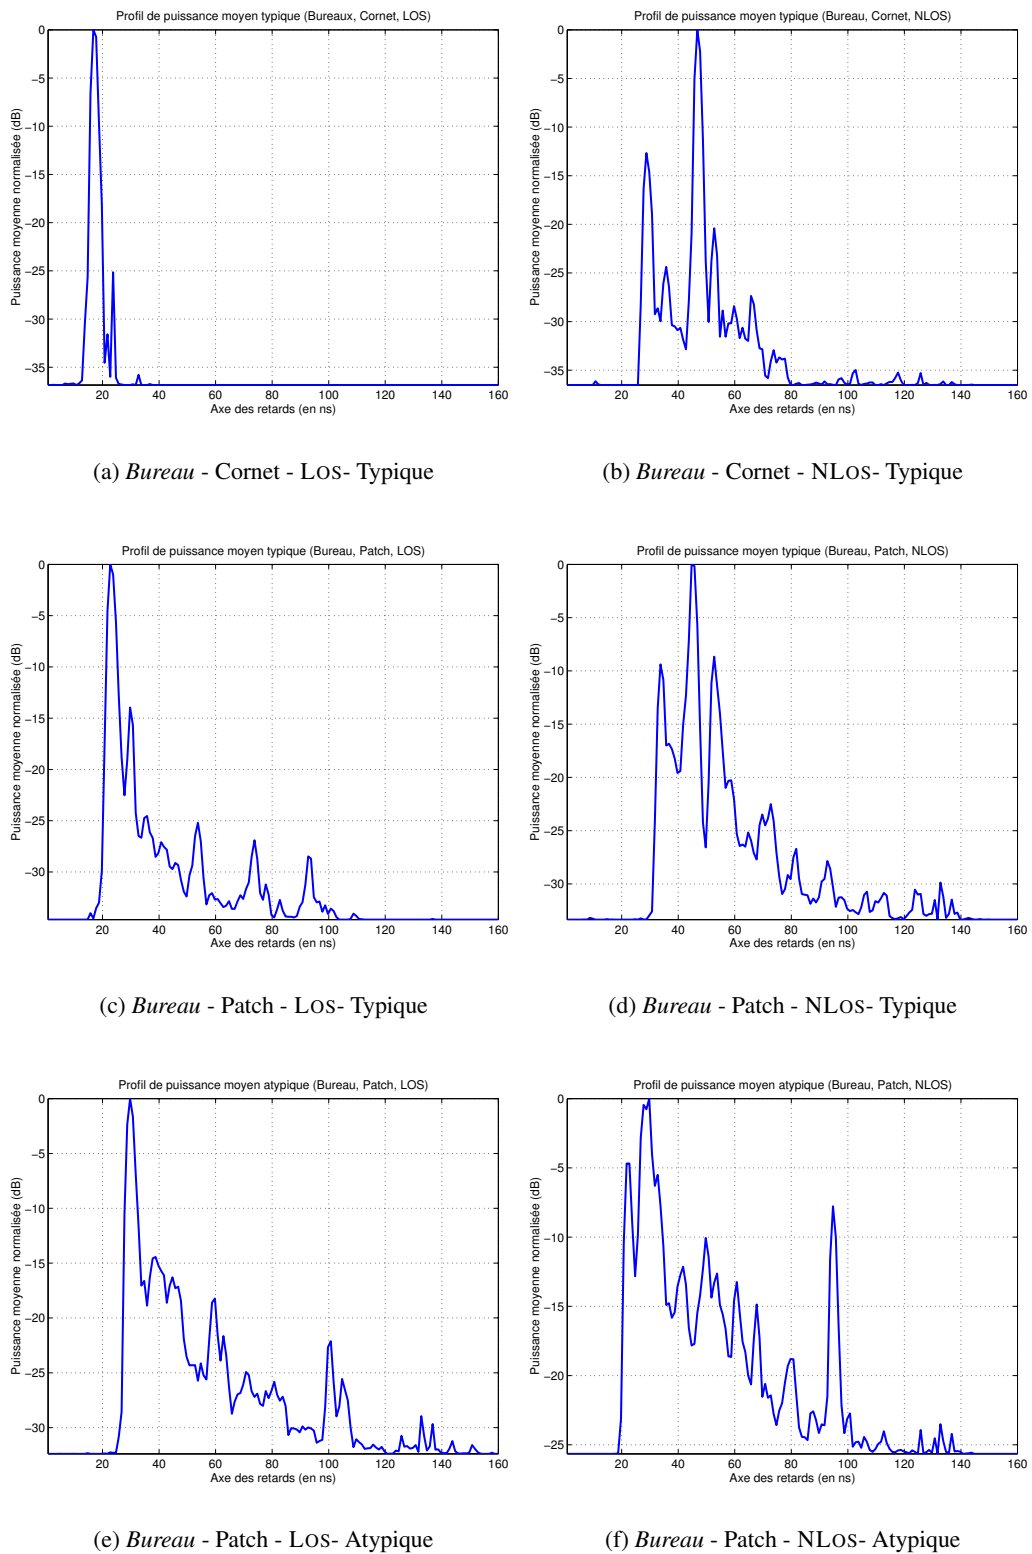 Profil de puissance moyen typique (Bureaux, Cornet, LOS)
0
−5
−10
−15
−20
−25
−30
−35
Puissance moyenne normalisée (dB)
20 40 60 80 100 120 140 160
Axe des retards (en ns)
(a) Bureau - Cornet - LOS- Typique
Profil de puissance moyen typique (Bureau, Cornet, NLOS)
0
−5
−10
−15
−20
−25
−30
−35
Puissance moyenne normalisée (dB)
20 40 60 80 100 120 140 160
Axe des retards (en ns)
(b) Bureau - Cornet - NLOS- Typique
Profil de puissance moyen typique (Bureau, Patch, LOS)
0
−5
−10
−15
−20
−25
−30
Puissance moyenne normalisée (dB)
20 40 60 80 100 120 140 160
Axe des retards (en ns)
(c) Bureau - Patch - LOS- Typique
Profil de puissance moyen typique (Bureau, Patch, NLOS)
0
−5
−10
−15
−20
−25
−30
Puissance moyenne normalisée (dB)
20 40 60 80 100 120 140 160
Axe des retards (en ns)
(d) Bureau - Patch - NLOS- Typique
Profil de puissance moyen atypique (Bureau, Patch, LOS)
0
−5
−10
−15
−20
−25
−30
Puissance moyenne normalisée (dB)
20 40 60 80 100 120 140 160
Axe des retards (en ns)
(e) Bureau - Patch - LOS- Atypique
Profil de puissance moyen atypique (Bureau, Patch, NLOS)
0
−5
−10
−15
−20
−25
Puissance moyenne normalisée (dB)
20 40 60 80 100 120 140 160
Axe des retards (en ns)
(f) Bureau - Patch - NLOS- Atypique